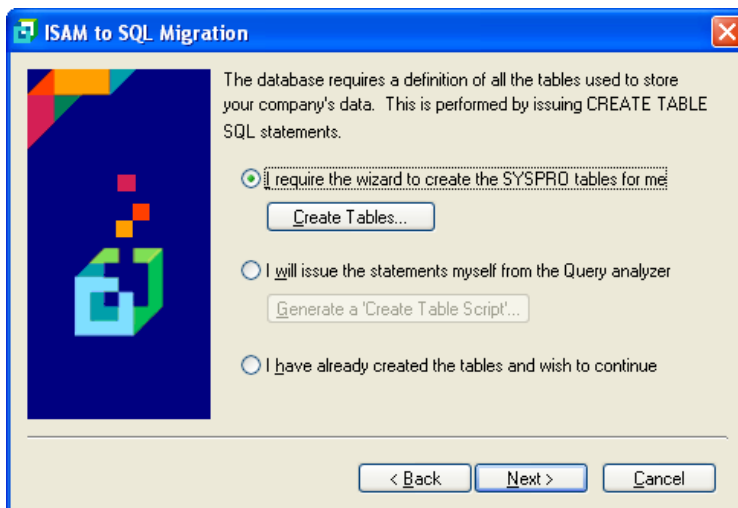 ISAM to SQL Migration
The database requires a definition of all the tables used to store
your company's data. This is performed by issuing CREATE TABLE
SQL statements.
I require the wizard to create the SYSPRO tables for me
Create Tables...
I will issue the statements myself from the Query analyzer
Generate a 'Create Table Script'...
I have already created the tables and wish to continue
< Back
Next >
Cancel